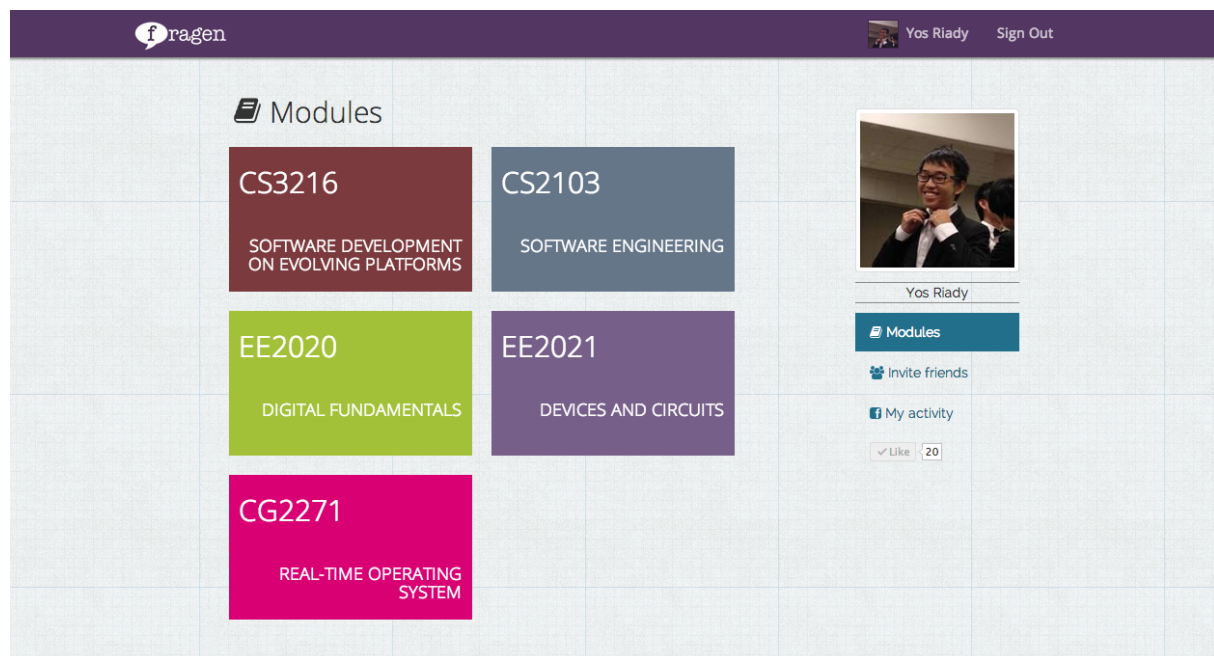 fragen
Yos Riady
Sign Out
Modules
CS3216
SOFTWARE DEVELOPMENT
ON EVOLVING PLATFORMS
CS2103
SOFTWARE ENGINEERING
EE2020
DIGITAL FUNDAMENTALS
EE2021
DEVICES AND CIRCUITS
CG2271
REAL-TIME OPERATING
SYSTEM
Yos Riady
Modules
Invite friends
My activity
Like 20